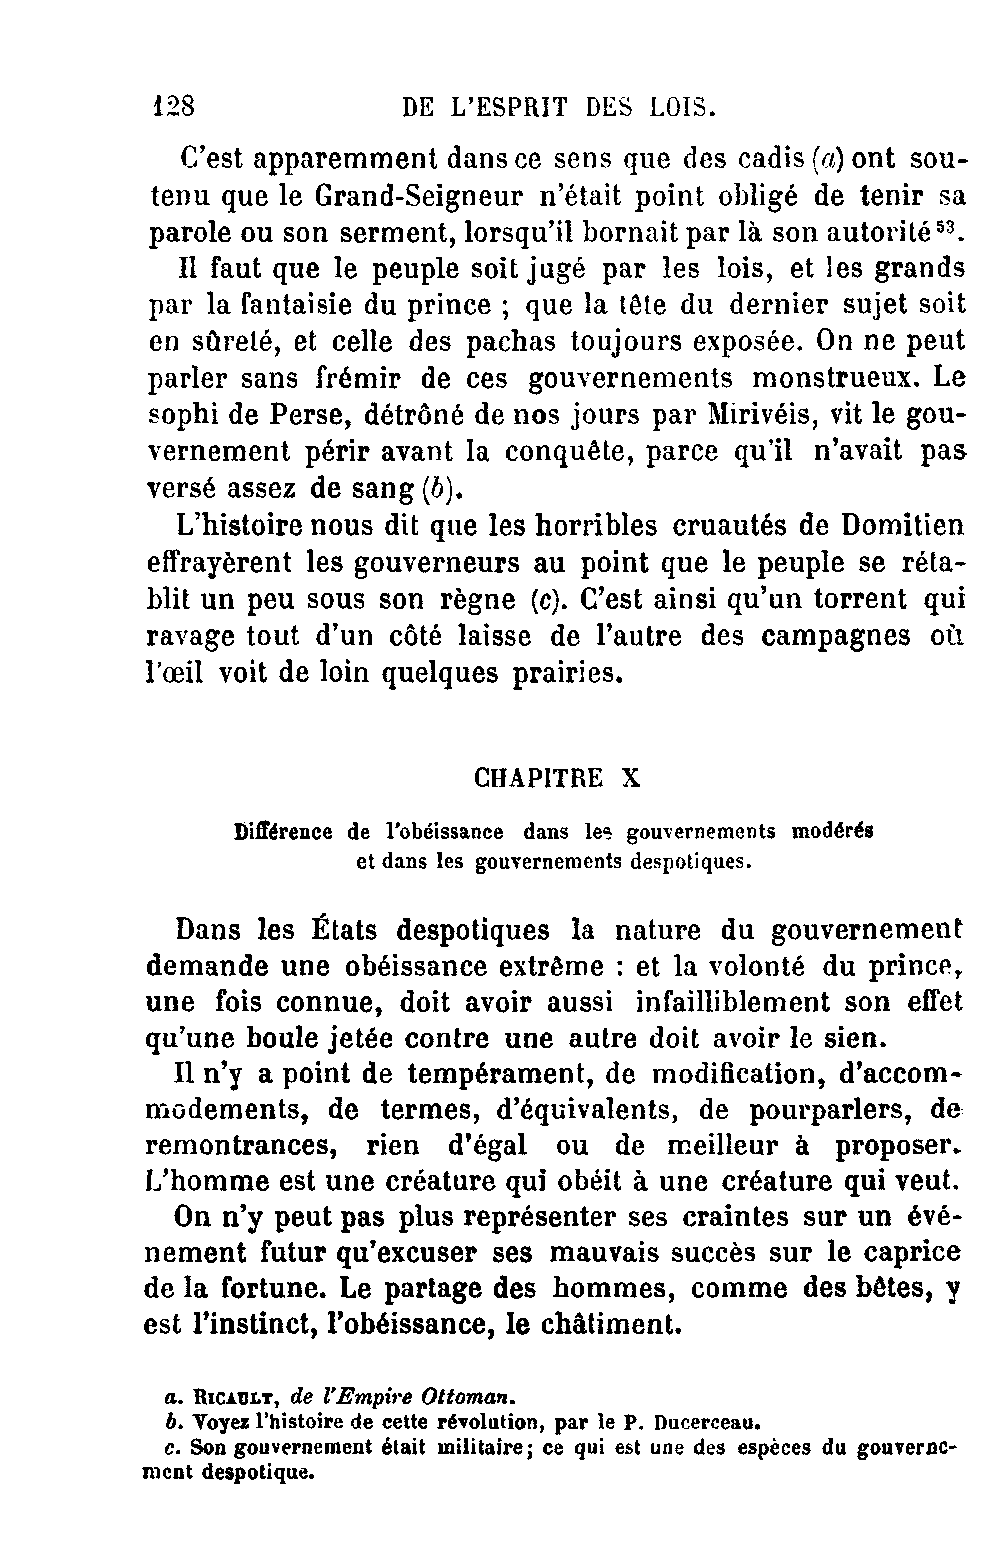 128 DE L'ESPRIT DES LOIS.
C'est apparemment dans ce sens que des cadis (a) ont sou-
tenu que le Grand-Seigneur n'était point obligé de tenir sa
parole ou son serment, lorsqu'il bornait par là son autorité 53.
Il faut que le peuple soit jugé par les lois, et les grands
par la fantaisie du prince ; que la tête du dernier sujet soit
en sûreté, et celle des pachas toujours exposée. On ne peut
parler sans frémir de ces gouvernements monstrueux. Le
sophi de Perse, détrôné de nos jours par Mirivéis, vit le gou-
vernement périr avant la conquête, parce qu'il n'avait pas
versé assez de sang (b).
L'histoire nous dit que les horribles cruautés de Domitien
effrayèrent les gouverneurs au point que le peuple se réta-
blit un peu sous son règne (c). C'est ainsi qu'un torrent qui
ravage tout d'un côté laisse de l'autre des campagnes où
l'œil voit de loin quelques prairies.
CHAPITRE X
Différence de l'obéissance dans les gouvernements modérés
et dans les gouvernements despotiques.
Dans les États despotiques la nature du gouvernement
demande une obéissance extrême : et la volonté du prince,
une fois connue, doit avoir aussi infailliblement son effet
qu'une boule jetée contre une autre doit avoir le sien.
Il n'y a point de tempérament, de modification, d'accom-
modements, de termes, d'équivalents, de pourparlers, de
remontrances, rien d'égal ou de meilleur à proposer.
L'homme est une créature qui obéit à une créature qui veut.
On n'y peut pas plus représenter ses craintes sur un évé-
nement futur qu'excuser ses mauvais succès sur le caprice
de la fortune. Le partage des hommes, comme des bêtes, y
est l'instinct, l'obéissance, le châtiment.
a. RICAULT, de l'Empire Ottoman.
b. Voyez l'histoire de cette révolution, par le P. Ducerceau.
c. Son gouvernement était militaire; ce qui est une des espèces du gouverne-
ment despotique.